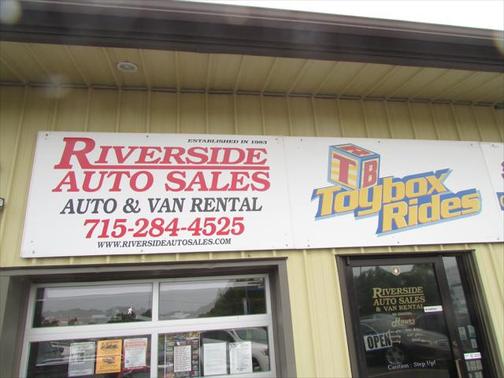 ESTABLISHED IN 1983
RIVERSIDE
AUTO SALES
AUTO & VAN RENTAL
715-284-4525
WWW.RIVERSIDEAUTOSALES.COM
T B
Toybox
Rides
RIVERSIDE
AUTO SALES
& VAN RENTAL
Hours
OPEN
Caution : Step Up!